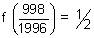 f (998/1996) = 1/2